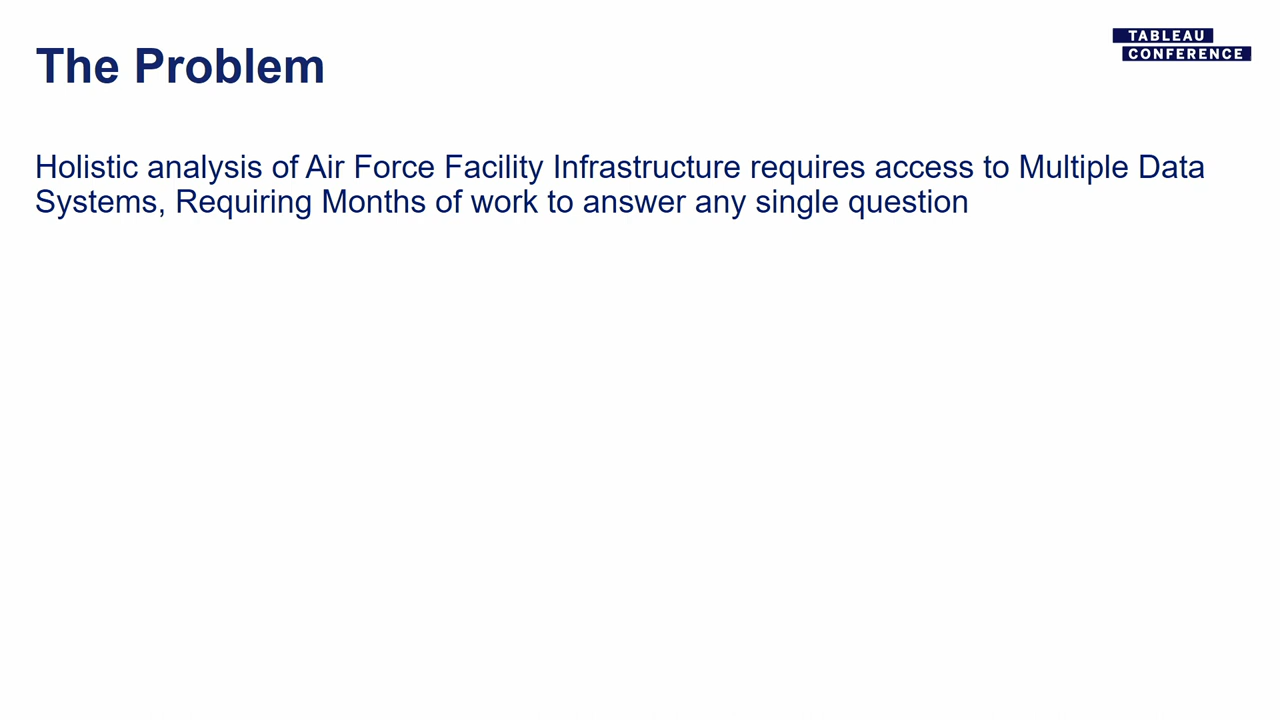 The Problem
TABLEAU
CONFERENCE
Holistic analysis of Air Force Facility Infrastructure requires access to Multiple Data
Systems, Requiring Months of work to answer any single question